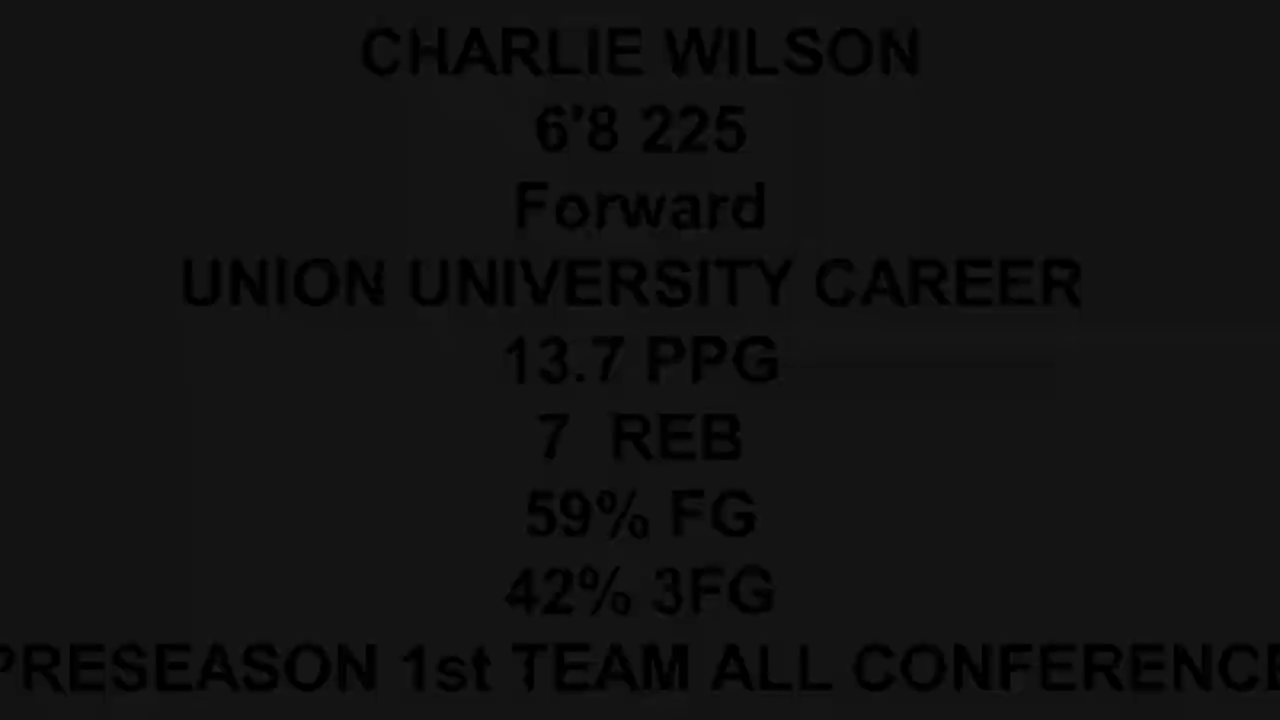 CHARLIE WILSON
6'8 225
Forward
UNION UNIVERSITY CAREER
13.7 PPG
7 REB
59% FG
42% 3FG
PRESEASON 1st TEAM ALL CONFERENCE